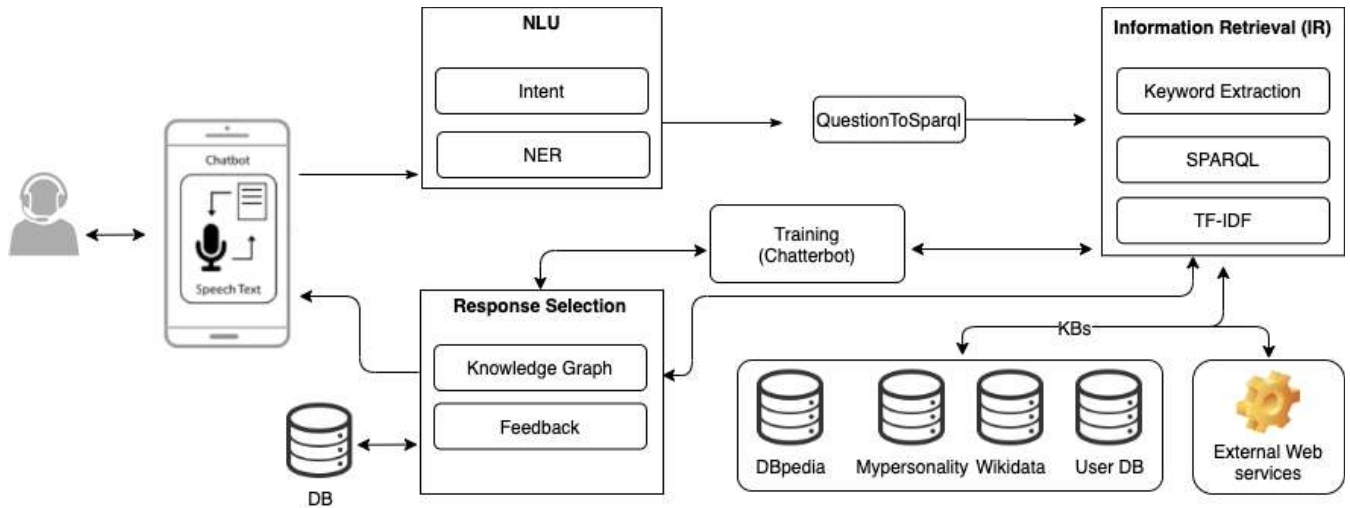 NLU
Information Retrieval (IR)
Intent
Keyword Extraction
QuestionToSparql
Chatbot
NER
SPARQL
TF-IDF
Training
(Chatterbot)
Speech Text
Response Selection
KBs
Knowledge Graph
Feedback
DBpedia
Mypersonality
Wikidata
User DB
External Web
services
DB